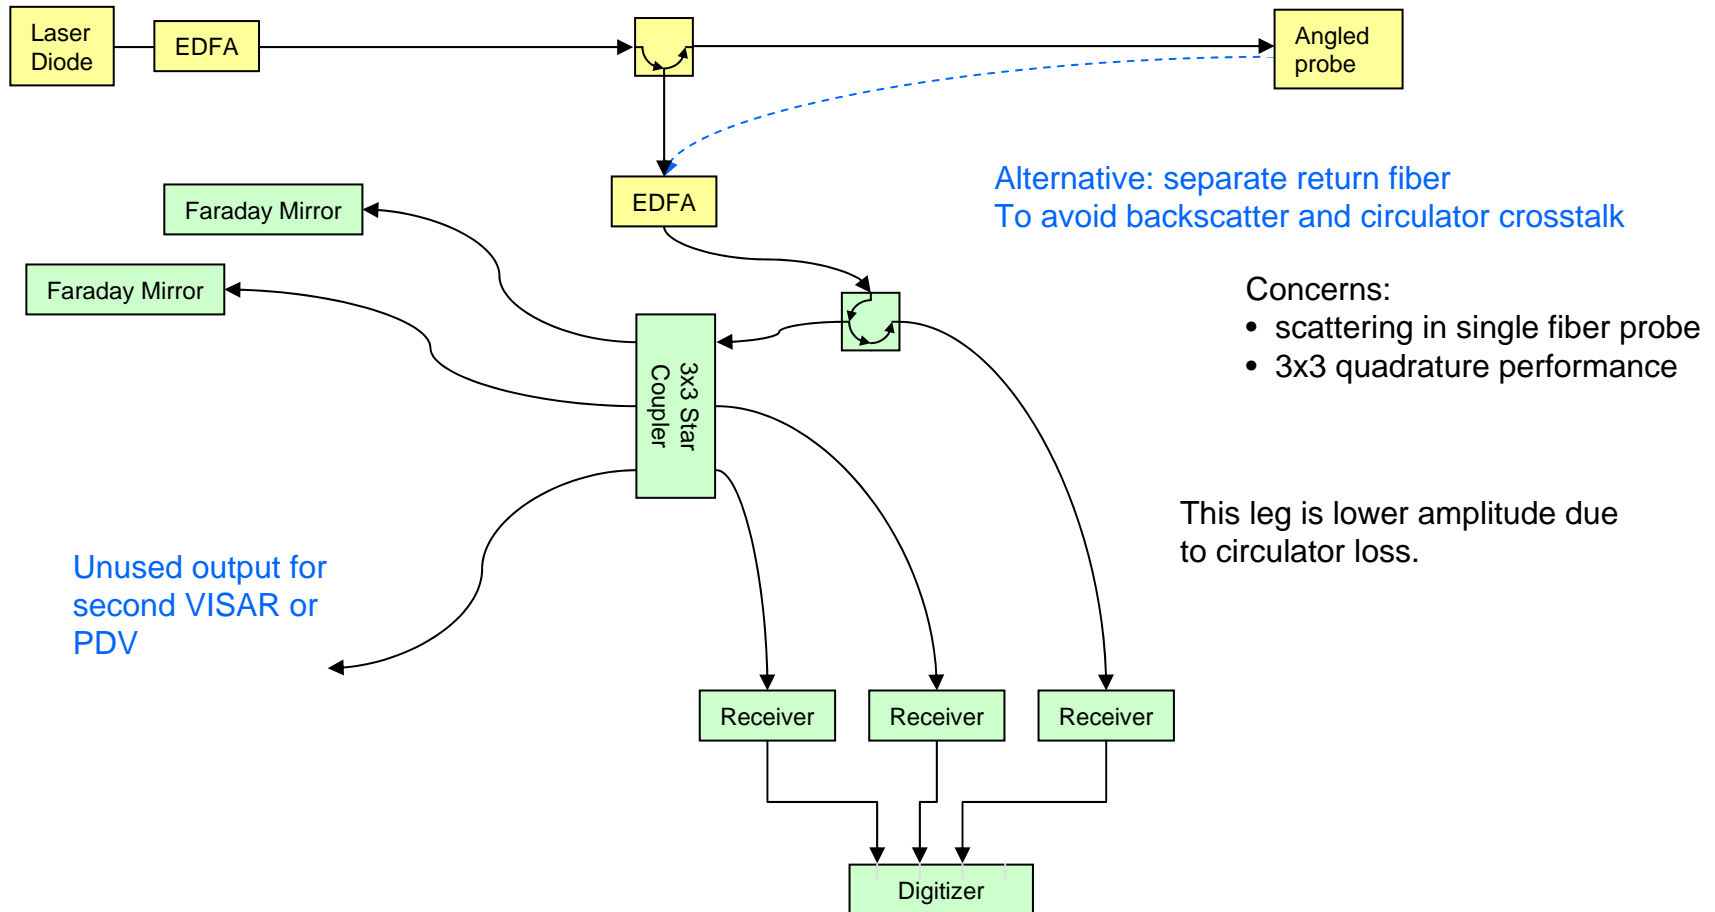 Laser
Diode
EDFA
Angled
probe
EDFA
Alternative: separate return fiber
To avoid backscatter and circulator crosstalk
Faraday Mirror
Faraday Mirror
Concerns:
• scattering in single fiber probe
• 3x3 quadrature performance
3x3 Star
Coupler
This leg is lower amplitude due
to circulator loss.
Unused output for
second VISAR or
PDV
Receiver
Receiver
Receiver
Digitizer